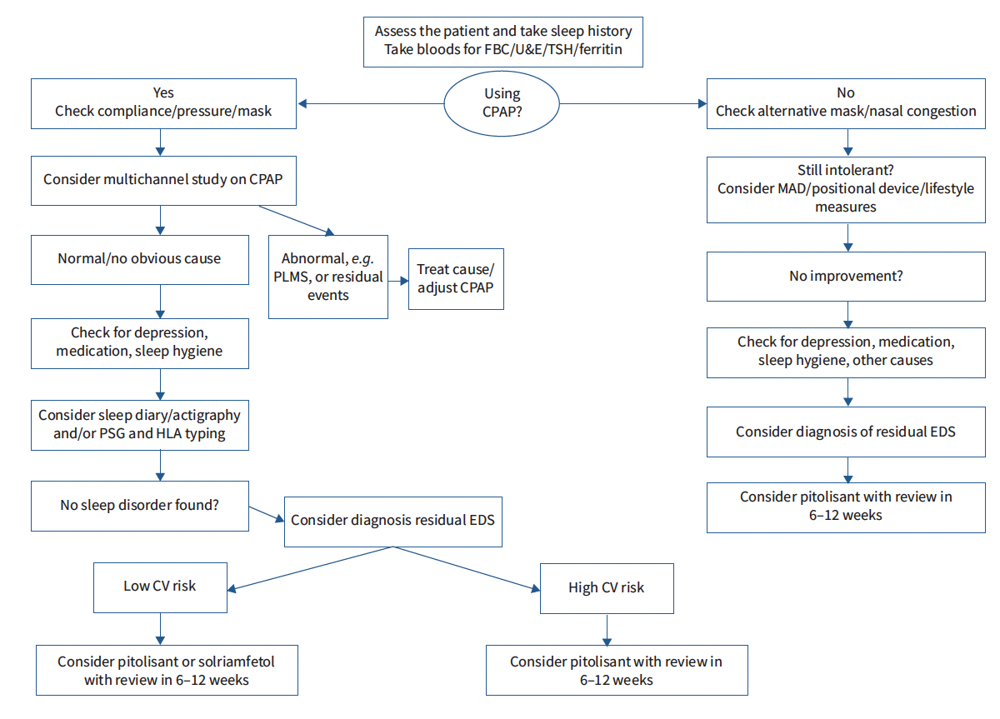 Assess the patient and take sleep history
Take bloods for FBC/U&E/TSH/ferritin
Using
CPAP?
Yes
Check compliance/pressure/mask
Consider multichannel study on CPAP
Normal/no obvious cause
Abnormal, e.g.
PLMS, or residual
events
Treat cause/
adjust CPAP
Check for depression,
medication, sleep hygiene
Consider sleep diary/actigraphy
and/or PSG and HLA typing
No sleep disorder found?
Consider diagnosis residual EDS
Low CV risk
Consider pitolisant or solriamfetol
with review in 6–12 weeks
High CV risk
Consider pitolisant with review in
6–12 weeks
No
Check alternative mask/nasal congestion
Still intolerant?
Consider MAD/positional device/lifestyle
measures
No improvement?
Check for depression, medication,
sleep hygiene, other causes
Consider diagnosis of residual EDS
Consider pitolisant with review in
6–12 weeks